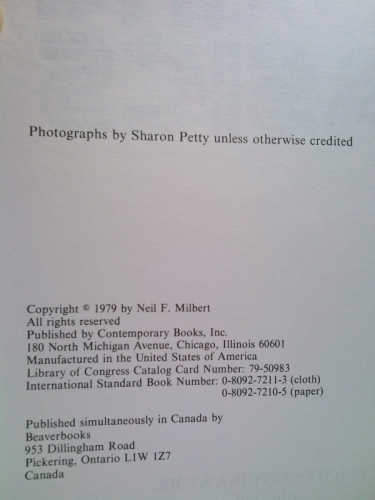 Photographs by Sharon Petty unless otherwise credited
Copyright © 1979 by Neil F. Milbert
All rights reserved
Published by Contemporary Books, Inc.
180 North Michigan Avenue, Chicago, Illinois 60601
Manufactured in the United States of America
Library of Congress Catalog Card Number: 79-50983
International Standard Book Number: 0-8092-7211-3 (cloth)
0-8092-7210-5 (paper)
Published simultaneously in Canada by
Beaverbooks
953 Dillingham Road
Pickering, Ontario L1W 1Z7
Canada